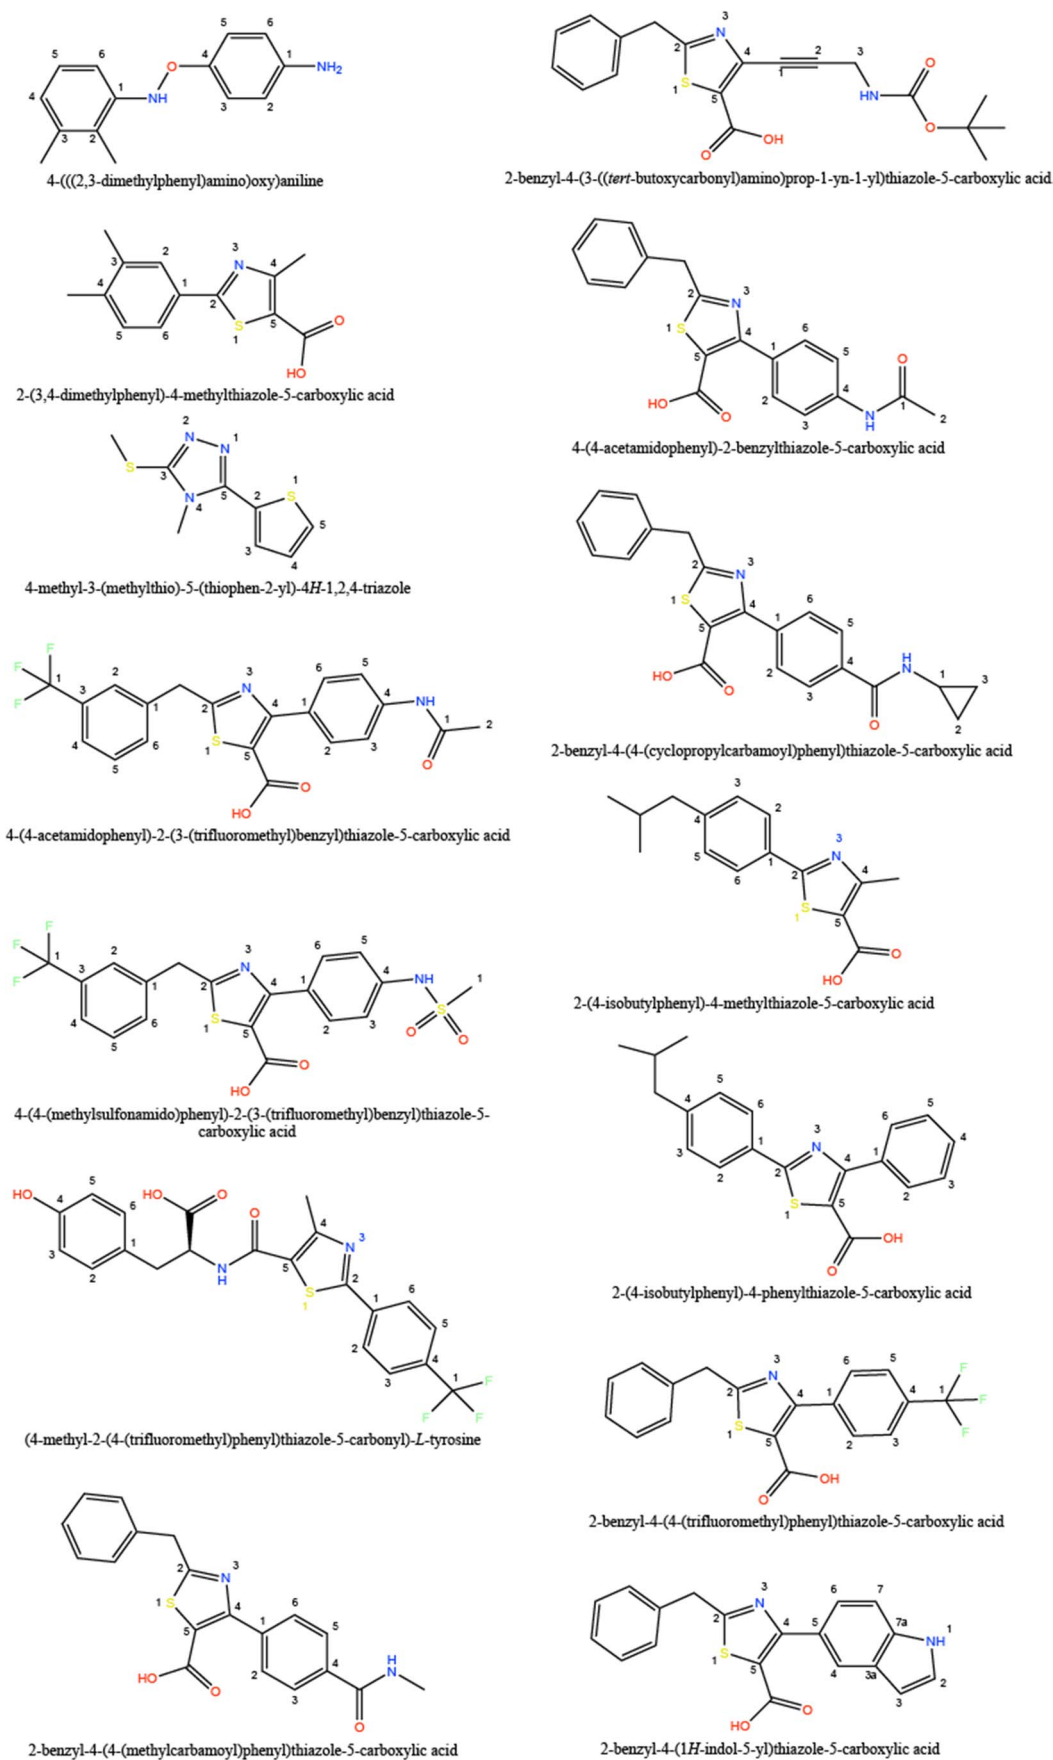 4-(((2,3-dimethylphenyl)amino)oxy)aniline
2-(3,4-dimethylphenyl)-4-methylthiazole-5-carboxylic acid
4-methyl-3-(methylthio)-5-(thiophen-2-yl)-4H-1,2,4-triazole
4-(4-acetamidophenyl)-2-(3-(trifluoromethyl)benzyl)thiazole-5-carboxylic acid
4-(4-(methylsulfonamido)phenyl)-2-(3-(trifluoromethyl)benzyl)thiazole-5-
carboxylic acid
(4-methyl-2-(4-(trifluoromethyl)phenyl)thiazole-5-carbonyl)-L-tyrosine
2-benzyl-4-(4-(methylcarbamoyl)phenyl)thiazole-5-carboxylic acid
2-benzyl-4-(3-((tert-butoxycarbonyl)amino)prop-1-yn-1-yl)thiazole-5-carboxylic acid
4-(4-acetamidophenyl)-2-benzylthiazole-5-carboxylic acid
2-benzyl-4-(4-(cyclopropylcarbamoyl)phenyl)thiazole-5-carboxylic acid
2-(4-isobutylphenyl)-4-methylthiazole-5-carboxylic acid
2-(4-isobutylphenyl)-4-phenylthiazole-5-carboxylic acid
2-benzyl-4-(4-(trifluoromethyl)phenyl)thiazole-5-carboxylic acid
2-benzyl-4-(1H-indol-5-yl)thiazole-5-carboxylic acid